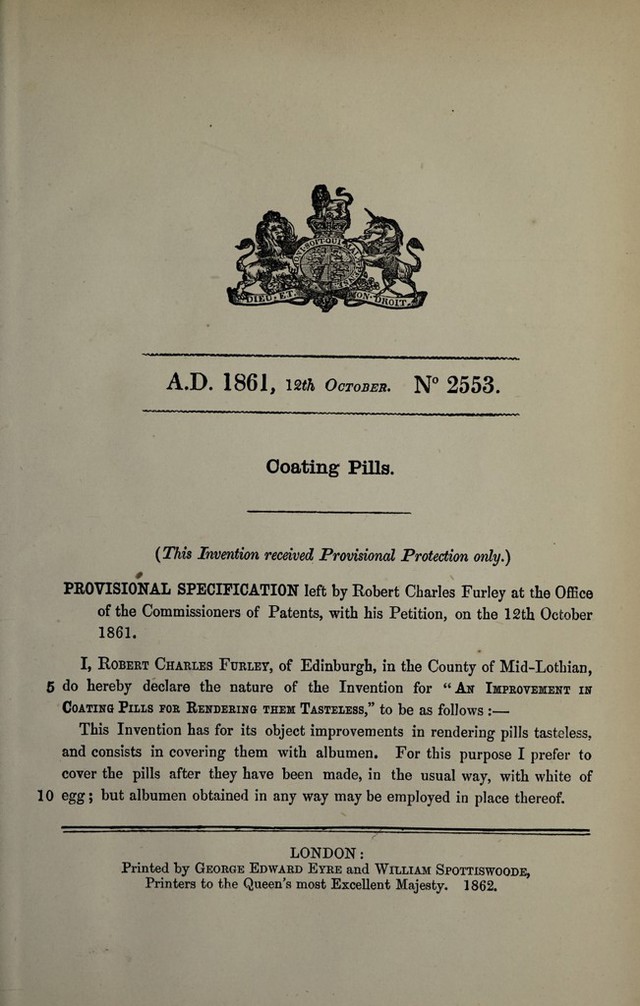 HONI SOIT QUI MAL Y PENSE
DIEU ET MON DROIT
A.D. 1861, 12th October. No 2553.
Coating Pills.
(This Invention received Provisional Protection only.)
PROVISIONAL SPECIFICATION left by Robert Charles Furley at the Office
of the Commissioners of Patents, with his Petition, on the 12th October
1861.
I, Robert Charles Furley, of Edinburgh, in the County of Mid-Lothian,
5 do hereby declare the nature of the Invention for “An Improvement in
Coating Pills for Rendering them Tasteless,” to be as follows :—
This Invention has for its object improvements in rendering pills tasteless,
and consists in covering them with albumen. For this purpose I prefer to
cover the pills after they have been made, in the usual way, with white of
10 egg; but albumen obtained in any way may be employed in place thereof.
LONDON:
Printed by George Edward Eyre and William Spottiswoode,
Printers to the Queen's most Excellent Majesty. 1862.